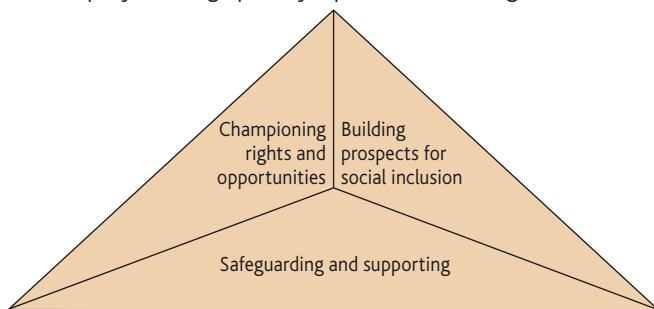 Championing
rights and
opportunities
Building
prospects for
social inclusion
Safeguarding and supporting